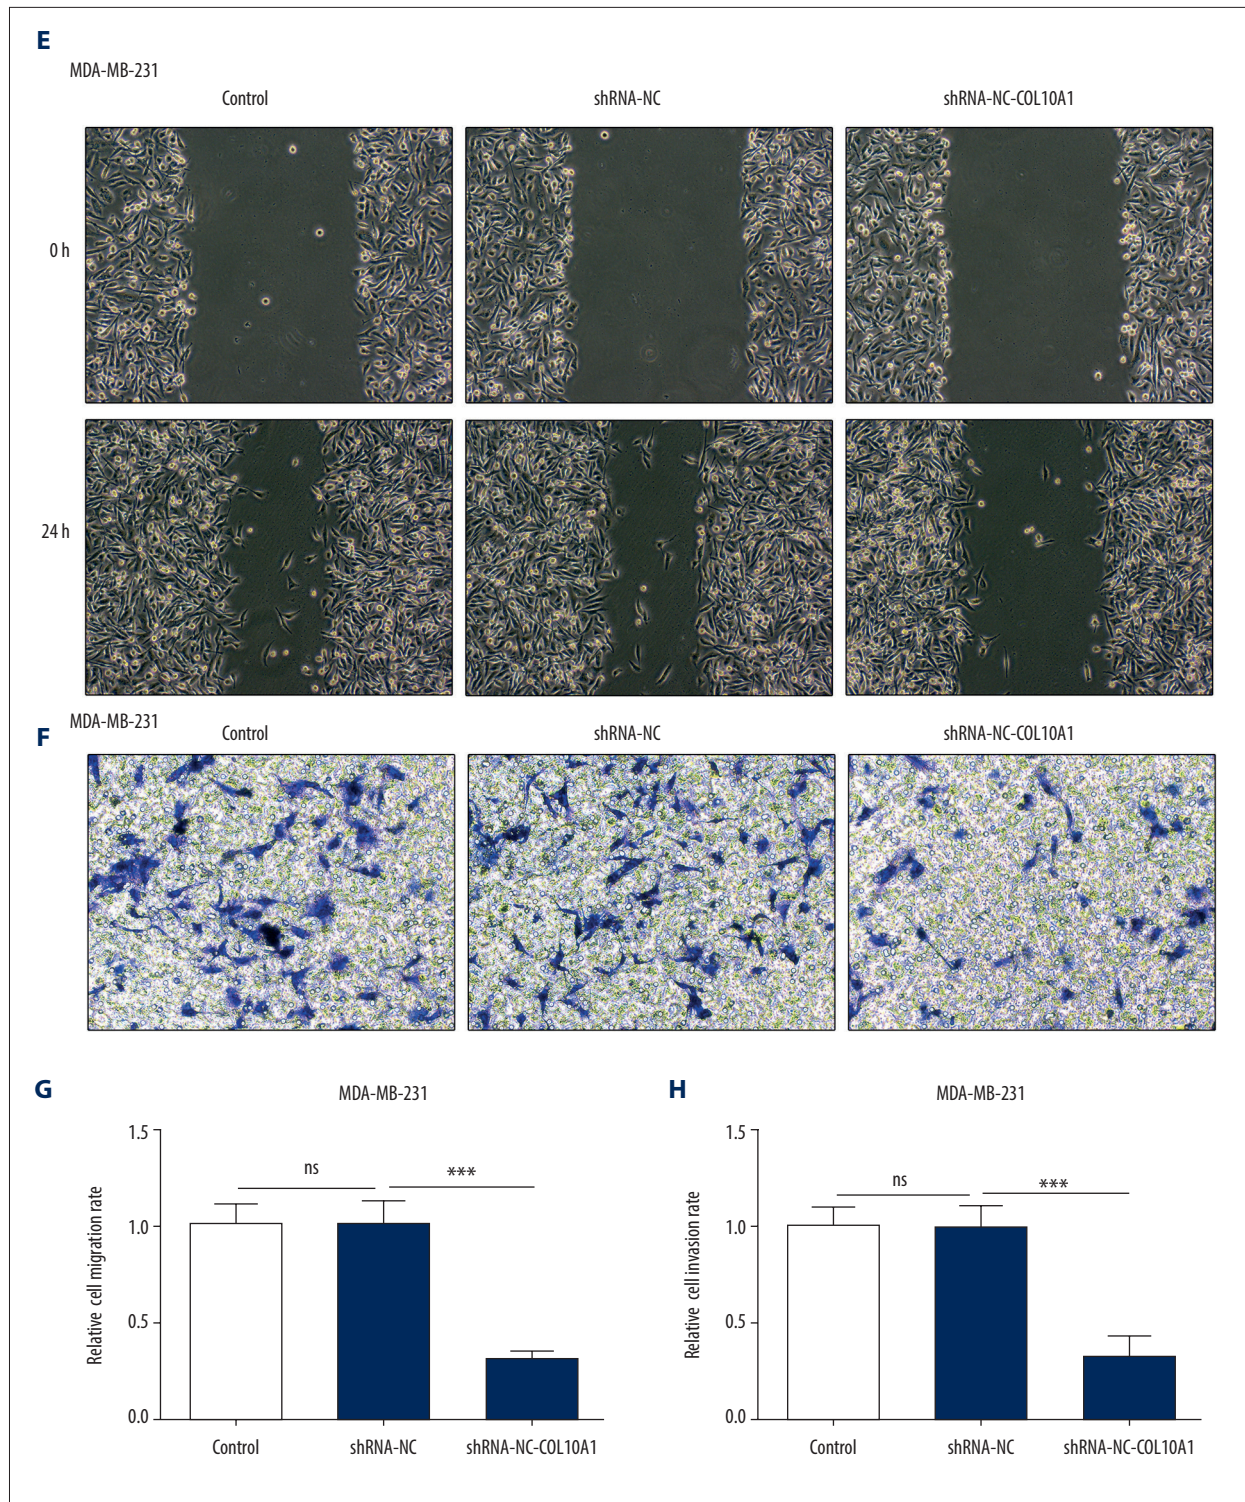 E
MDA-MB-231
Control shRNA-NC shRNA-NC-COL10A1
0 h
24 h
F
MDA-MB-231
Control shRNA-NC shRNA-NC-COL10A1
G
MDA-MB-231
Relative cell migration rate
1.5
1.0
0.5
0.0
ns
***
Control shRNA-NC shRNA-NC-COL10A1
H
MDA-MB-231
Relative cell invasion rate
1.5
1.0
0.5
0.0
ns
***
Control shRNA-NC shRNA-NC-COL10A1